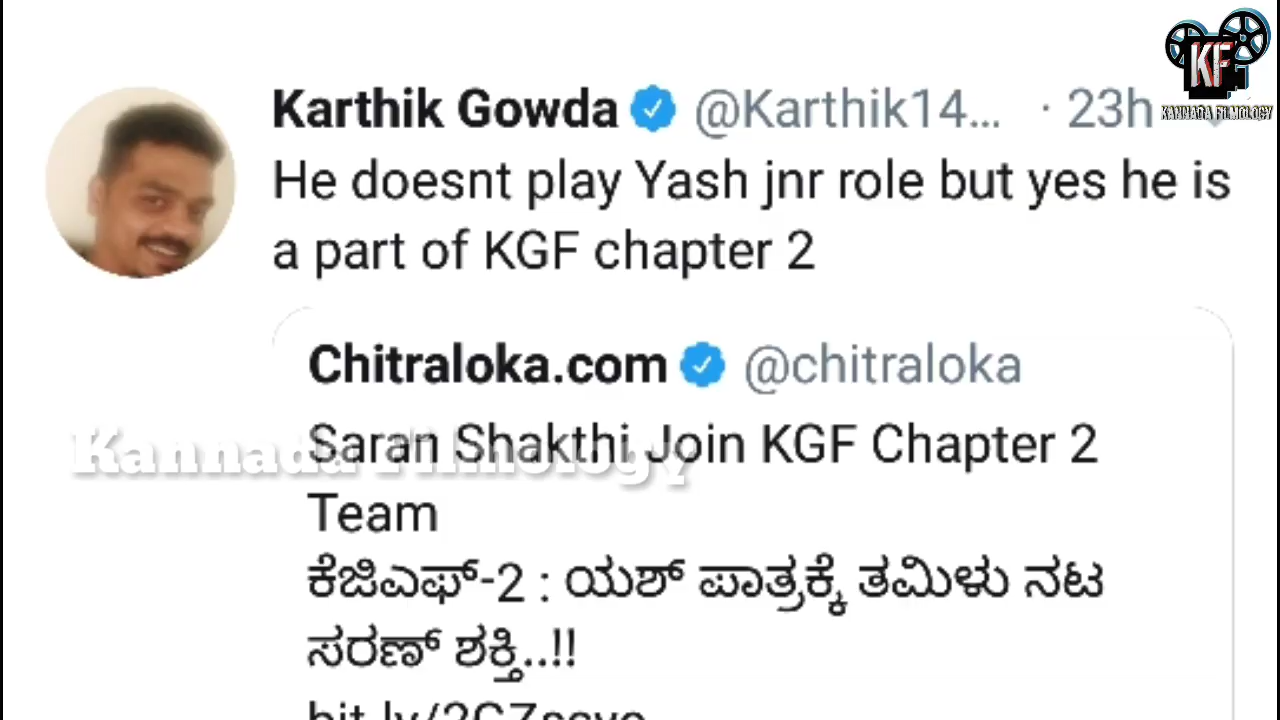 KF
KANNADA FILMOLOGY
Karthik Gowda @Karthik14... · 23h
He doesnt play Yash jnr role but yes he is
a part of KGF chapter 2
Chitraloka.com @chitraloka
Saran Shakthi Join KGF Chapter 2
Kannada Filmology
Team
ಕೆಜಿಎಫ್-2 : ಯಶ್ ಪಾತ್ರಕ್ಕೆ ತಮಿಳು ನಟ
ಸರಣ್ ಶಕ್ತಿ..!!